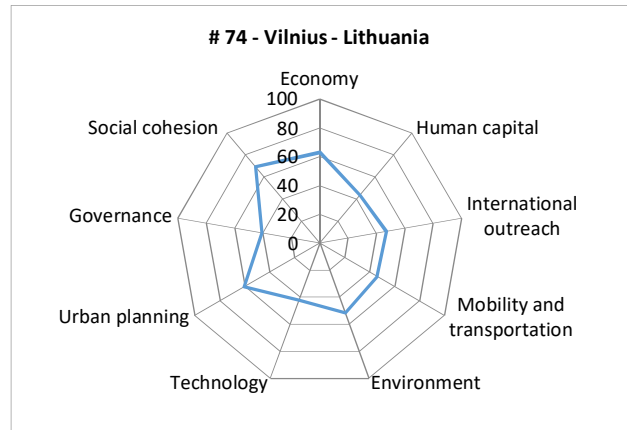 # 74 - Vilnius - Lithuania
Economy
100
80
60
40
20
0
Human capital
International
outreach
Mobility and
transportation
Environment
Technology
Urban planning
Governance
Social cohesion